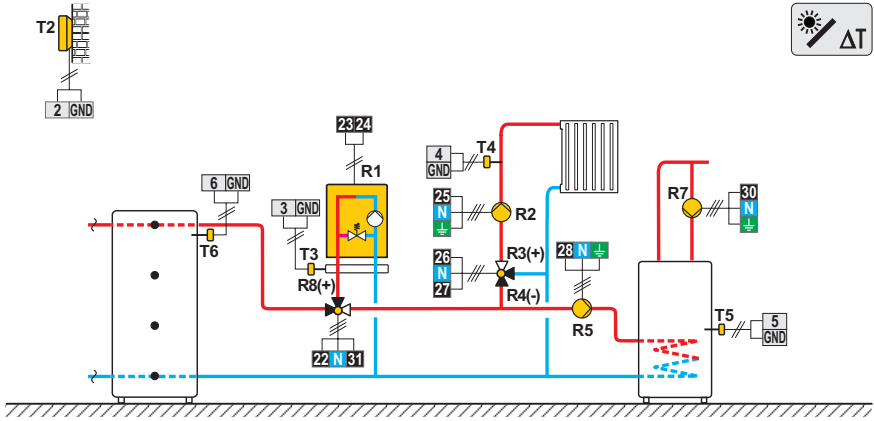 T2
ΔT
2 GND
23 24
R1
4
GND
T4
6 GND
3 GND
25
N
R2
R7
30
N
T6
T3
R8(+)
26
N
27
R3(+)
R4(-)
28 N
R5
T5
5
GND
22 N 31